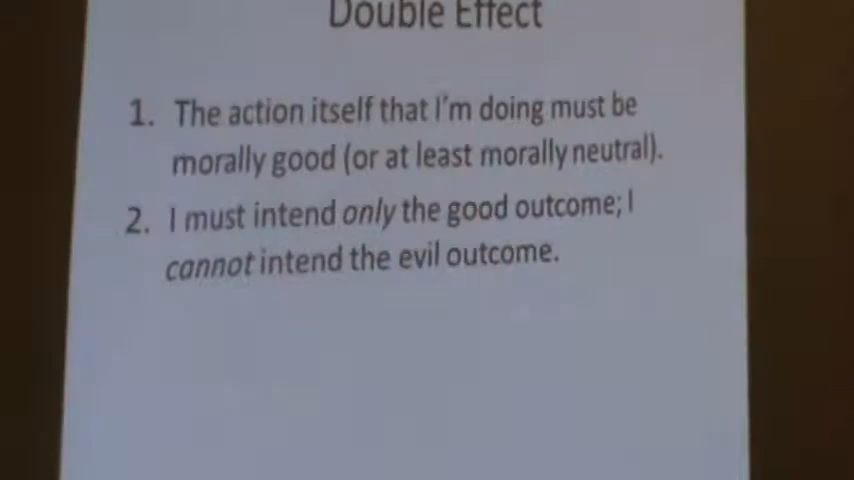 Double Effect
1. The action itself that I'm doing must be
morally good (or at least morally neutral).
2. I must intend only the good outcome; I
cannot intend the evil outcome.